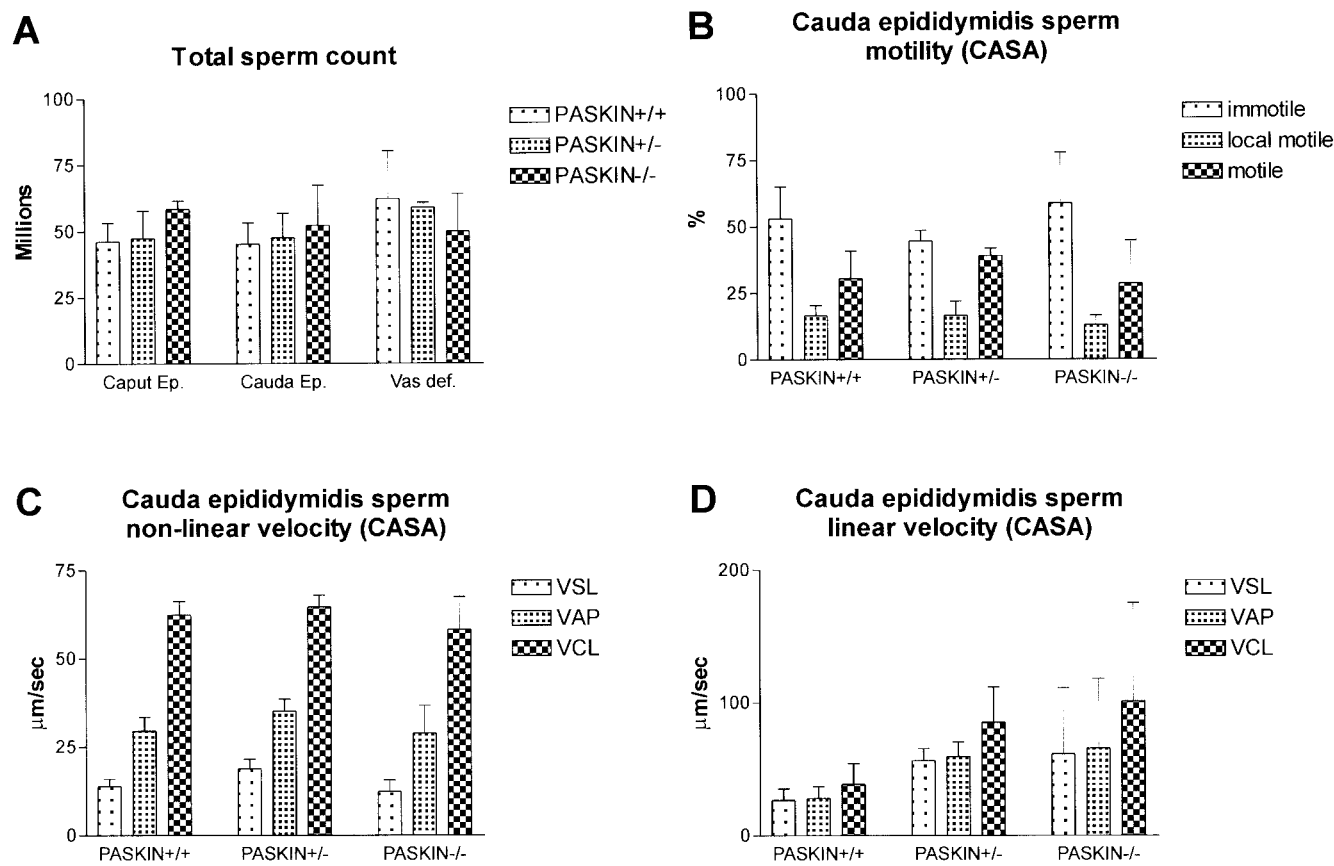 A
Total sperm count
100
75
50
25
0
Millions
Caput Ep.
Cauda Ep.
Vas def.
PASKIN+/+
PASKIN+/-
PASKIN-/-
B
Cauda epididymidis sperm
motility (CASA)
100
75
50
25
0
%
PASKIN+/+
PASKIN+/-
PASKIN-/-
immotile
local motile
motile
C
Cauda epididymidis sperm
non-linear velocity (CASA)
75
50
25
0
µm/sec
PASKIN+/+
PASKIN+/-
PASKIN-/-
VSL
VAP
VCL
D
Cauda epididymidis sperm
linear velocity (CASA)
200
100
0
µm/sec
PASKIN+/+
PASKIN+/-
PASKIN-/-
VSL
VAP
VCL